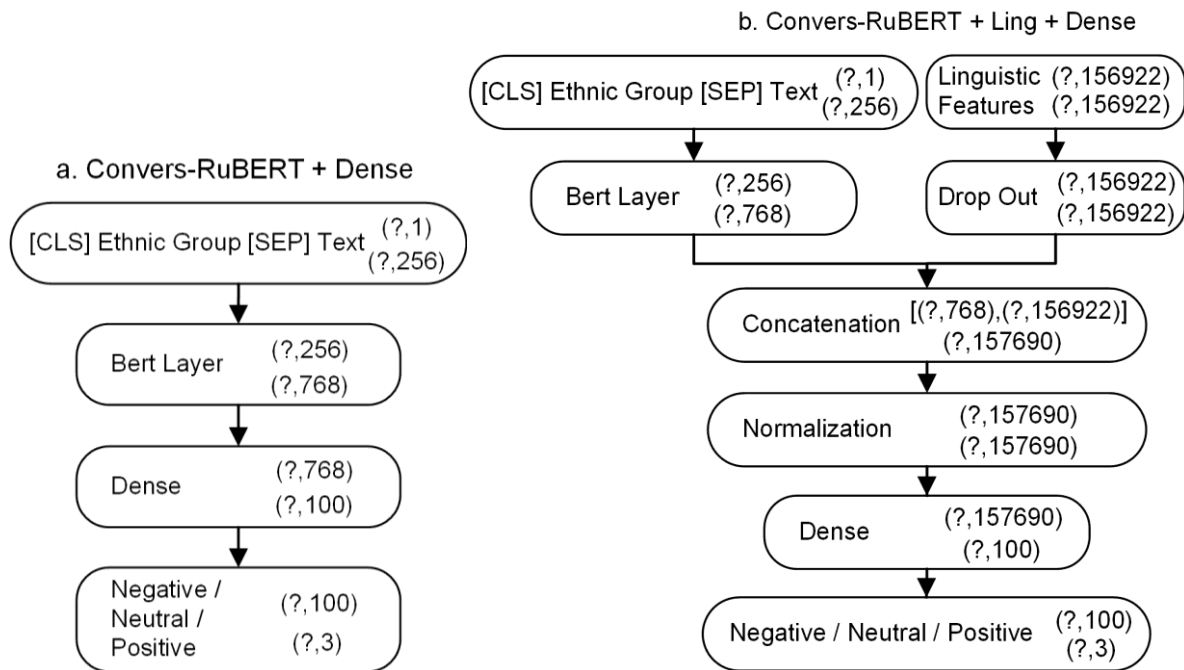 a. Convers-RuBERT + Dense
[CLS] Ethnic Group [SEP] Text (?,1)
(?,256)
Bert Layer (?,256)
(?,768)
Dense (?,768)
(?,100)
Negative /
Neutral / (?,100)
Positive (?,3)
b. Convers-RuBERT + Ling + Dense
[CLS] Ethnic Group [SEP] Text (?,1)
(?,256)
Linguistic (?,156922)
Features (?,156922)
Bert Layer (?,256)
(?,768)
Drop Out (?,156922)
(?,156922)
Concatenation [(?,768),(?,156922)]
(?,157690)
Normalization (?,157690)
(?,157690)
Dense (?,157690)
(?,100)
Negative / Neutral / Positive (?,100)
(?,3)